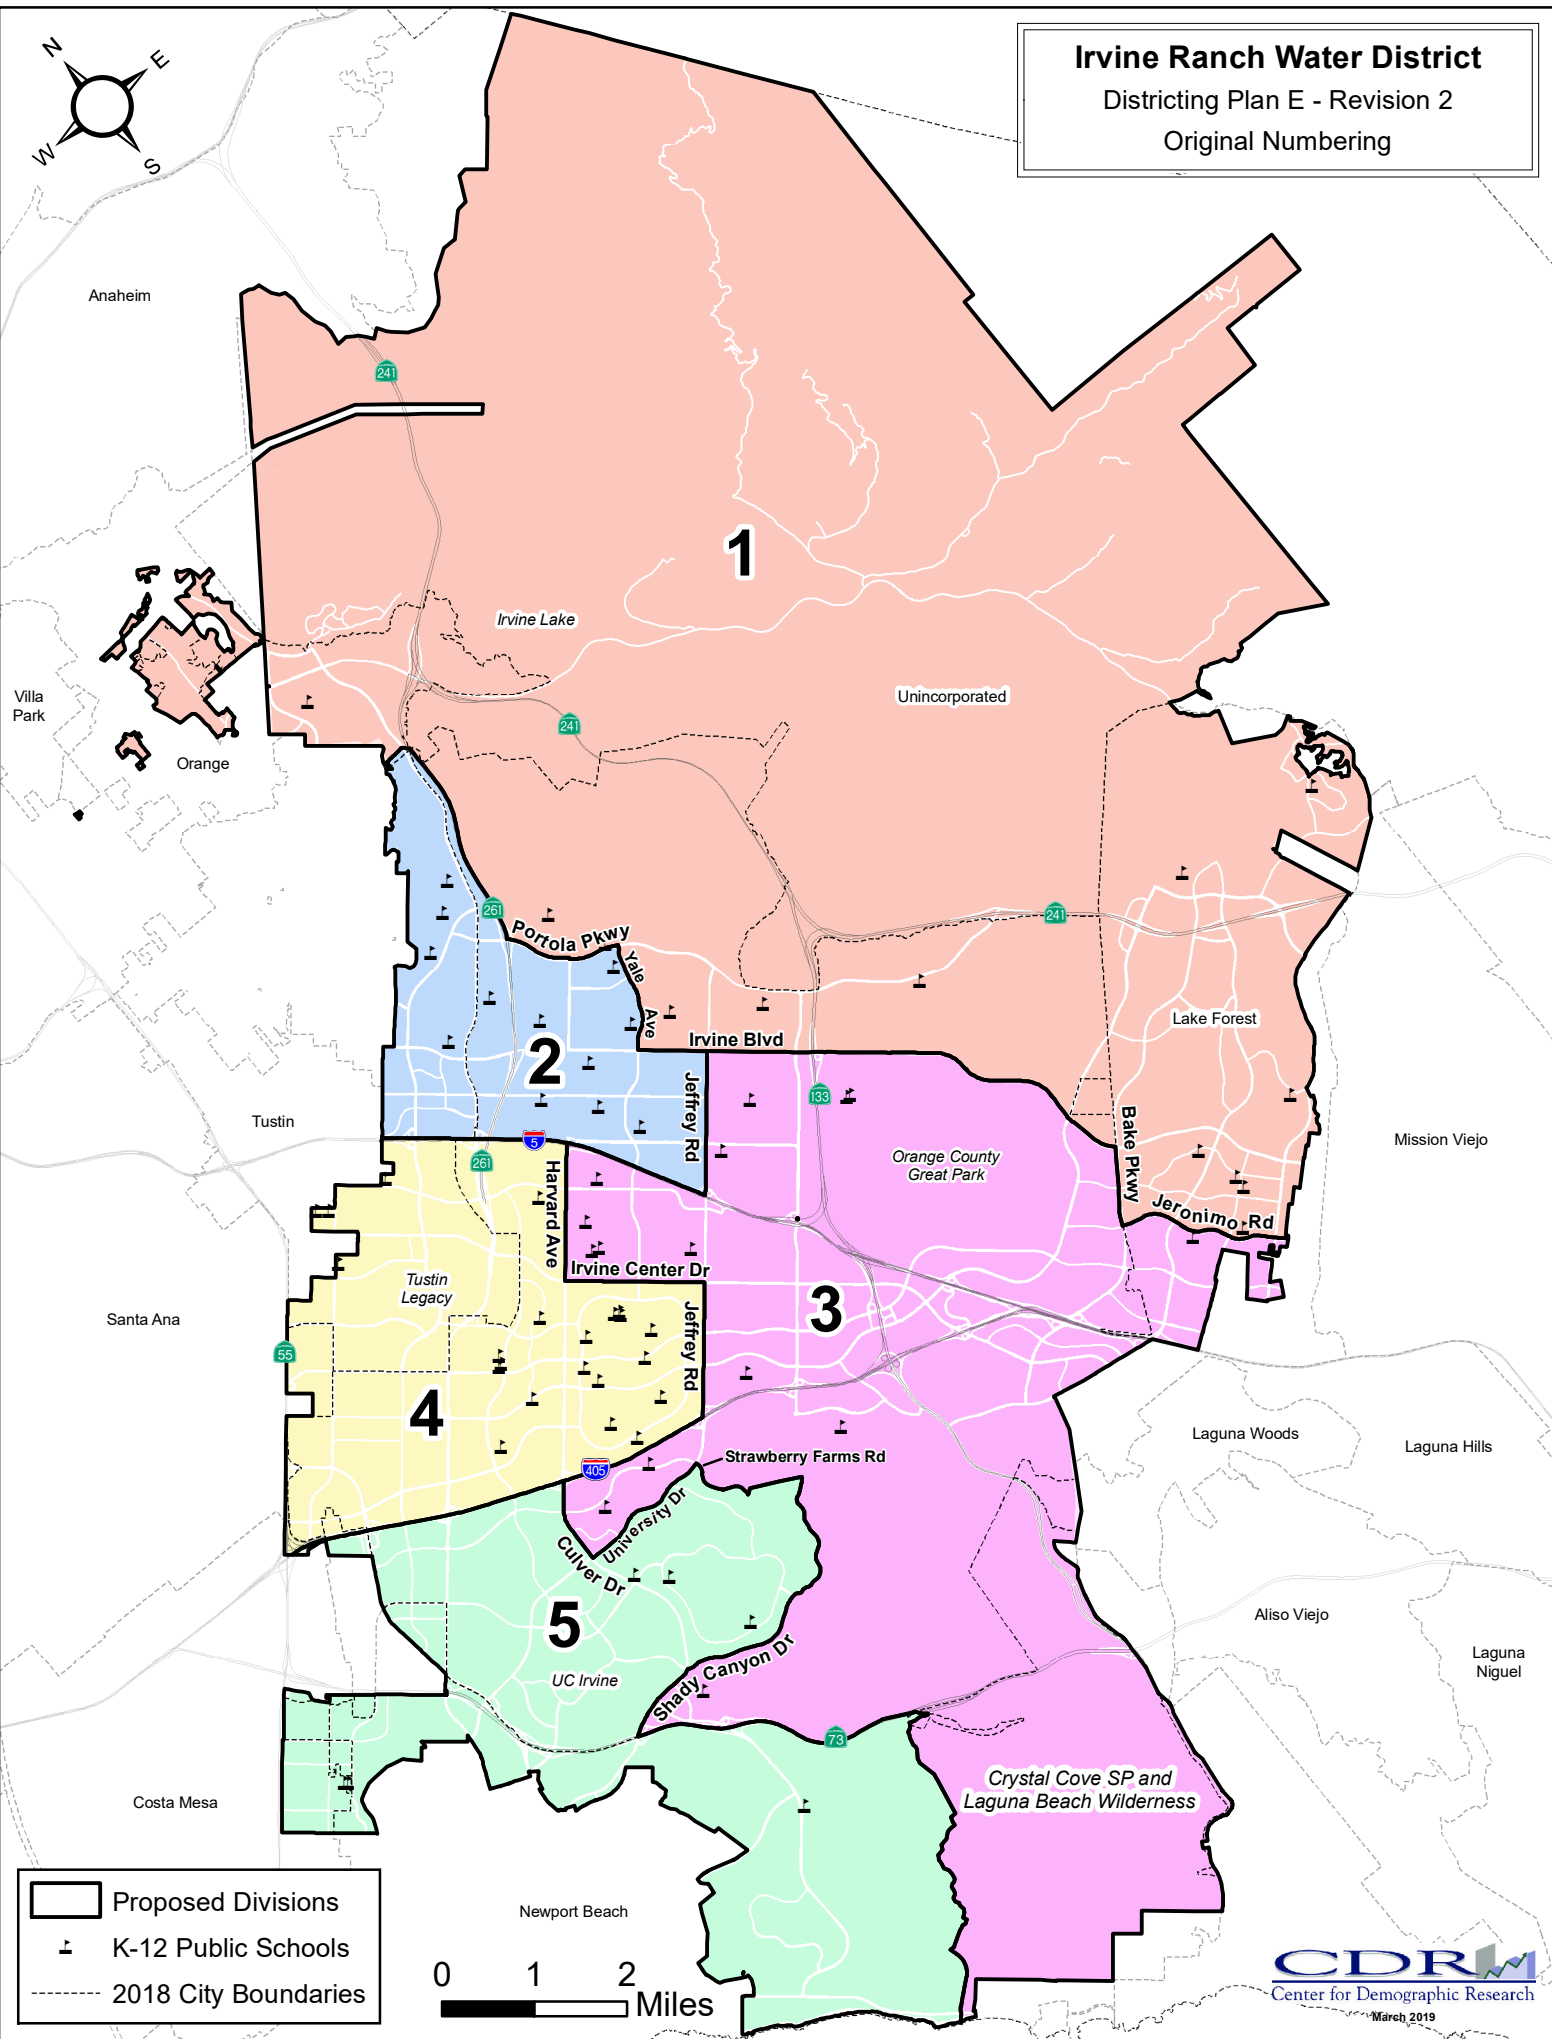 Irvine Ranch Water District
Districting Plan E - Revision 2
Original Numbering
N
E
W
S
Anaheim
241
1
Irvine Lake
Unincorporated
Villa
Park
241
Orange
261
241
Portola Pkwy
Yale
Ave
Lake Forest
Irvine Blvd
2
Jeffrey Rd
133
Bake Pkwy
Tustin
5
261
Mission Viejo
Harvard Ave
Orange County
Great Park
Jeronimo Rd
Irvine Center Dr
Tustin
Legacy
3
Santa Ana
Jeffrey Rd
55
4
Laguna Woods
Laguna Hills
Strawberry Farms Rd
405
University Dr
Culver Dr
5
Aliso Viejo
UC Irvine
Shady Canyon Dr
Laguna
Niguel
73
Crystal Cove SP and
Laguna Beach Wilderness
Costa Mesa
Newport Beach
Proposed Divisions
K-12 Public Schools
2018 City Boundaries
0 1 2
Miles
CDR
Center for Demographic Research
March 2019